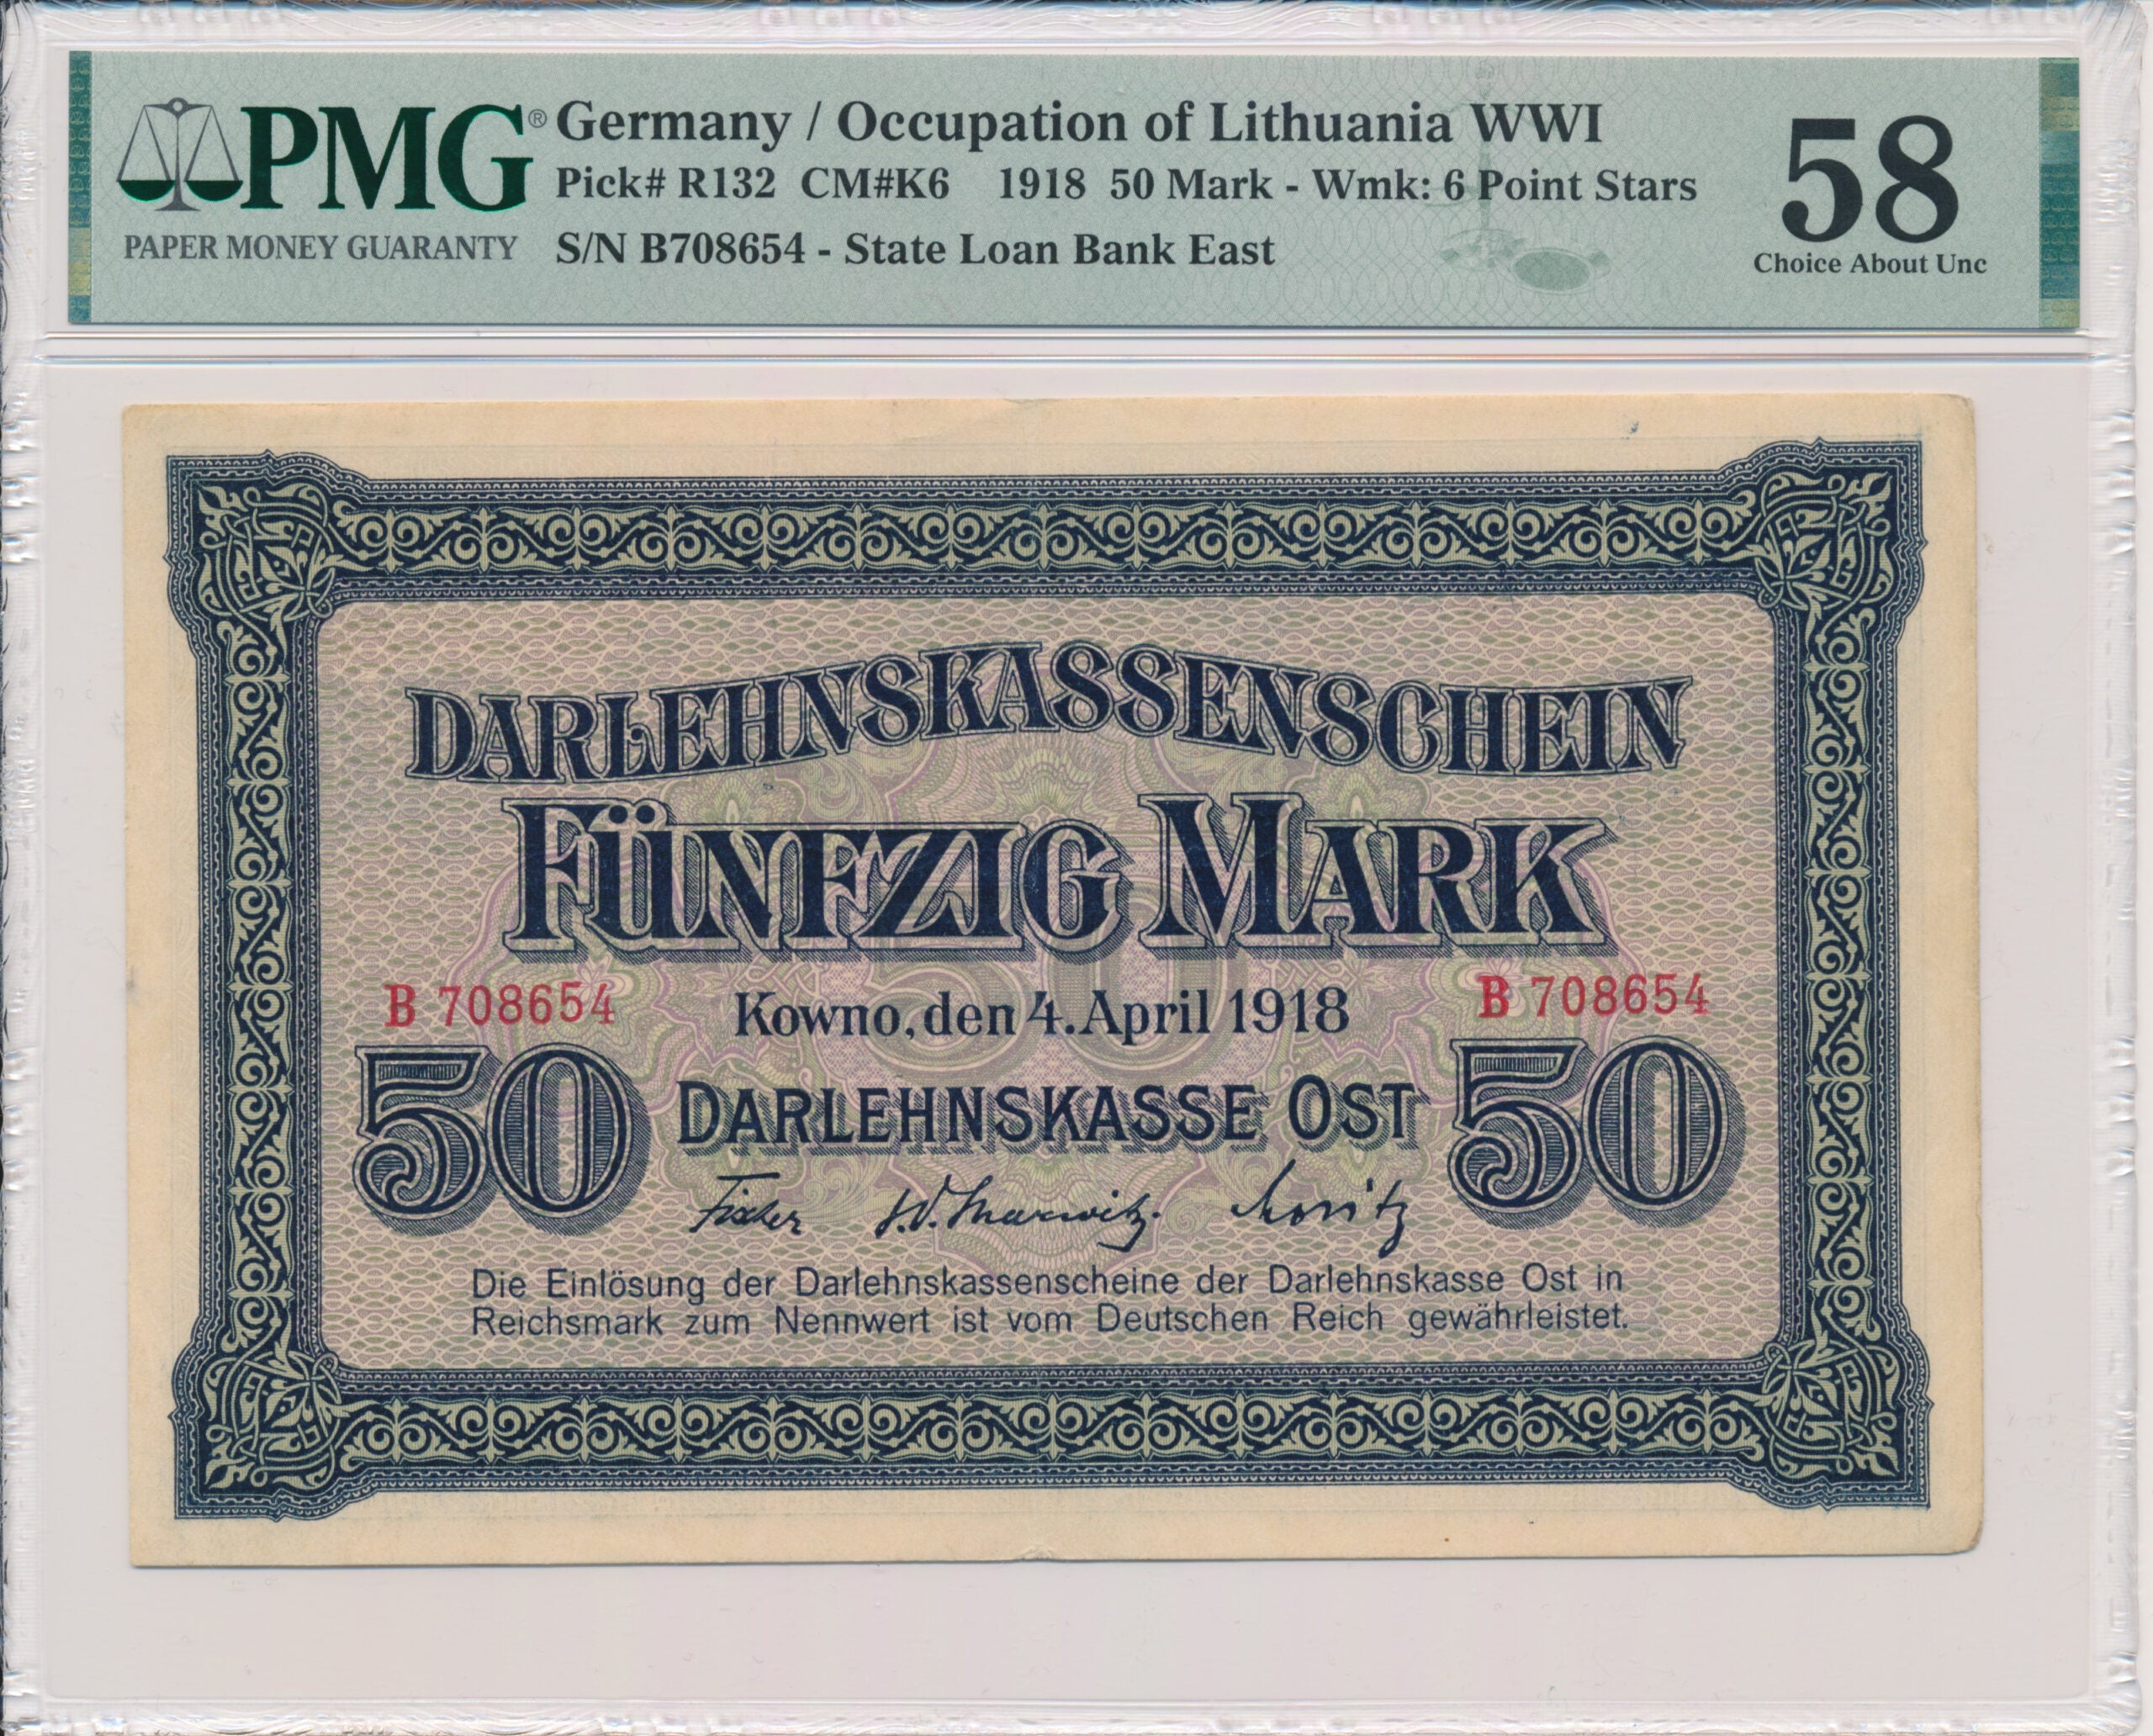 PMG®
PAPER MONEY GUARANTY
Germany / Occupation of Lithuania WWI
Pick# R132 CM#K6 1918 50 Mark - Wmk: 6 Point Stars
S/N B708654 - State Loan Bank East
58
Choice About Unc
DARLEHNSKASSENSCHEIN
FÜNFZIG MARK
50
B 708654
Kowno, den 4. April 1918
B 708654
50
DARLEHNSKASSE OST
50
Fischer
Moritz
Die Einlösung der Darlehnskassenscheine der Darlehnskasse Ost in
Reichsmark zum Nennwert ist vom Deutschen Reich gewährleistet.